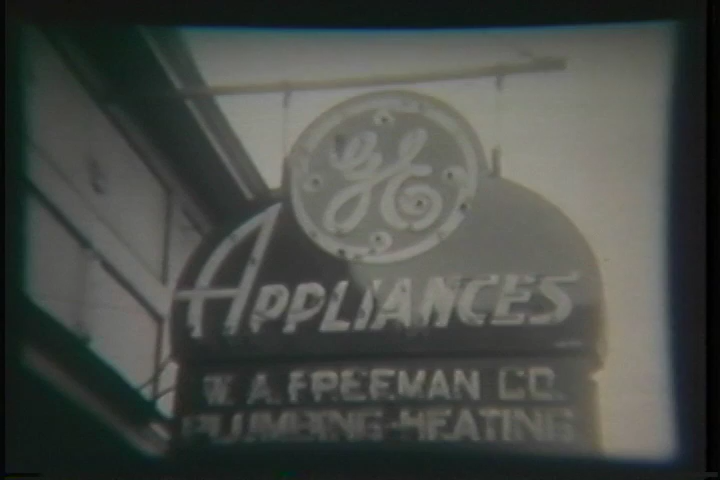 GE
APPLIANCES
W. A. FREEMAN CO.
PLUMBING-HEATING